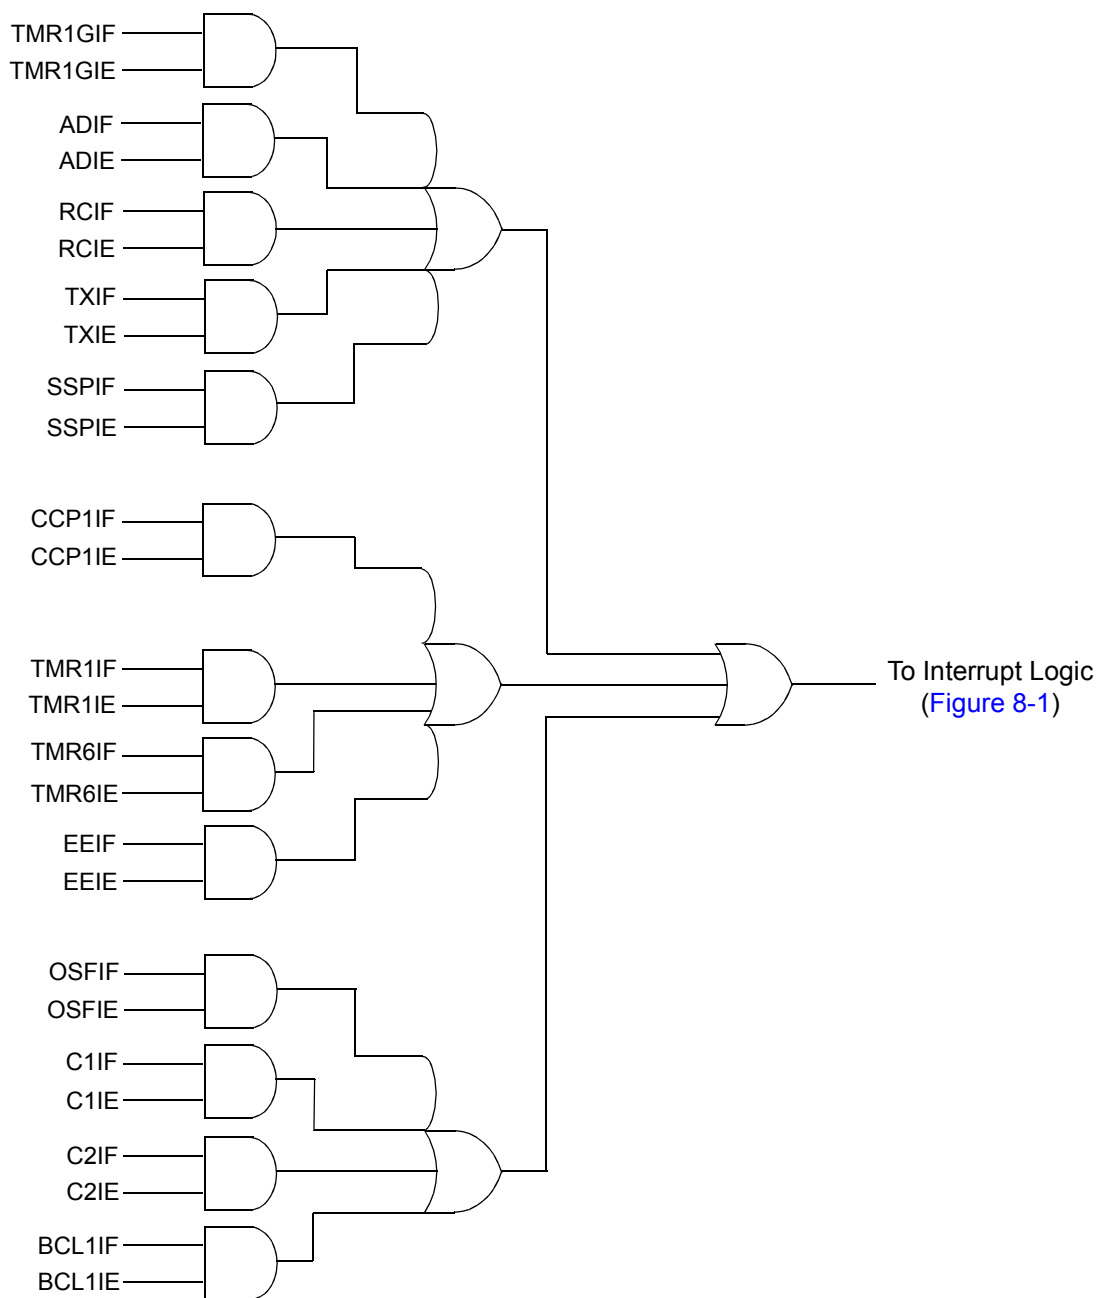 TMR1GIF
TMR1GIE
ADIF
ADIE
RCIF
RCIE
TXIF
TXIE
SSPIF
SSPIE
CCP1IF
CCP1IE
TMR1IF
TMR1IE
To Interrupt Logic
(Figure 8-1)
TMR6IF
TMR6IE
EEIF
EEIE
OSFIF
OSFIE
C1IF
C1IE
C2IF
C2IE
BCL1IF
BCL1IE